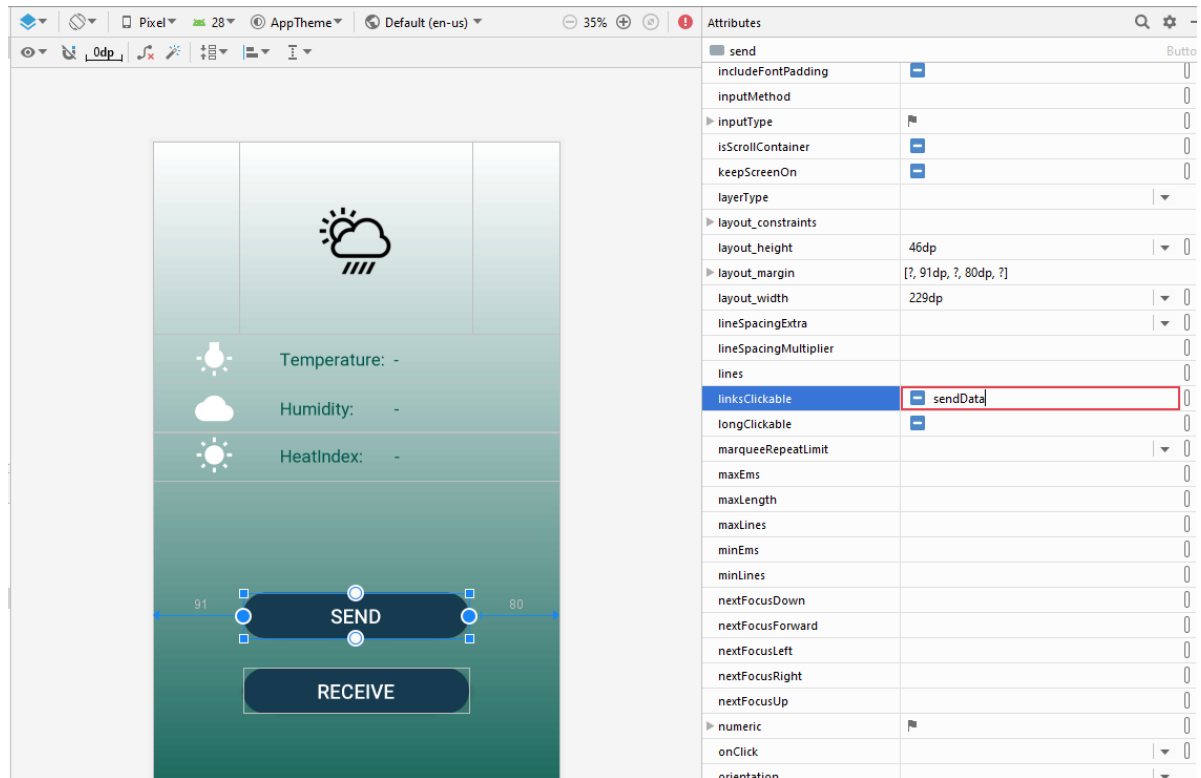 Pixel 28 AppTheme Default (en-us) 35% Attributes
0dp
send Butto
includeFontPadding
inputMethod
inputType
isScrollContainer
keepScreenOn
layerType
layout_constraints
layout_height 46dp
layout_margin [?, 91dp, ?, 80dp, ?]
layout_width 229dp
lineSpacingExtra
lineSpacingMultiplier
lines
linksClickable sendData
longClickable
marqueeRepeatLimit
maxEms
maxLength
maxLines
minEms
minLines
nextFocusDown
nextFocusForward
nextFocusLeft
nextFocusRight
nextFocusUp
numeric
onClick
orientation
Temperature: -
Humidity: -
HeatIndex: -
91 SEND 80
RECEIVE